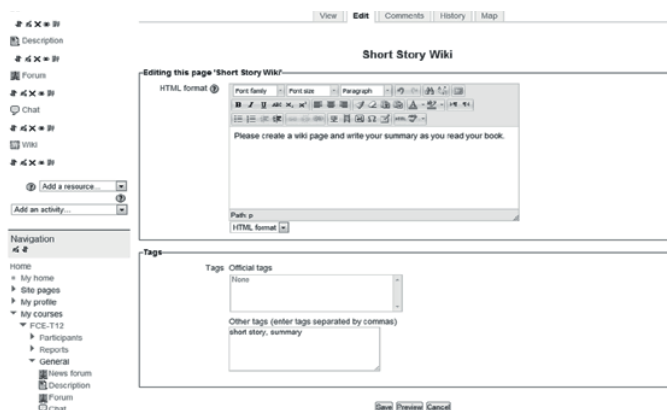 View Edit Comments History Map
Description
Forum
Chat
Wiki
Add a resource...
Add an activity...
Navigation
Home
My home
Site pages
My profile
My courses
FCE-T12
Participants
Reports
General
News forum
Description
Forum
Chat
Short Story Wiki
Editing this page 'Short Story Wiki'
HTML format
Font family Font size Paragraph
B I U ABC
HTML
Please create a wiki page and write your summary as you read your book.
Path: p
HTML format
Tags
Tags Official tags
None
Other tags (enter tags separated by commas)
short story, summary
Save Preview Cancel